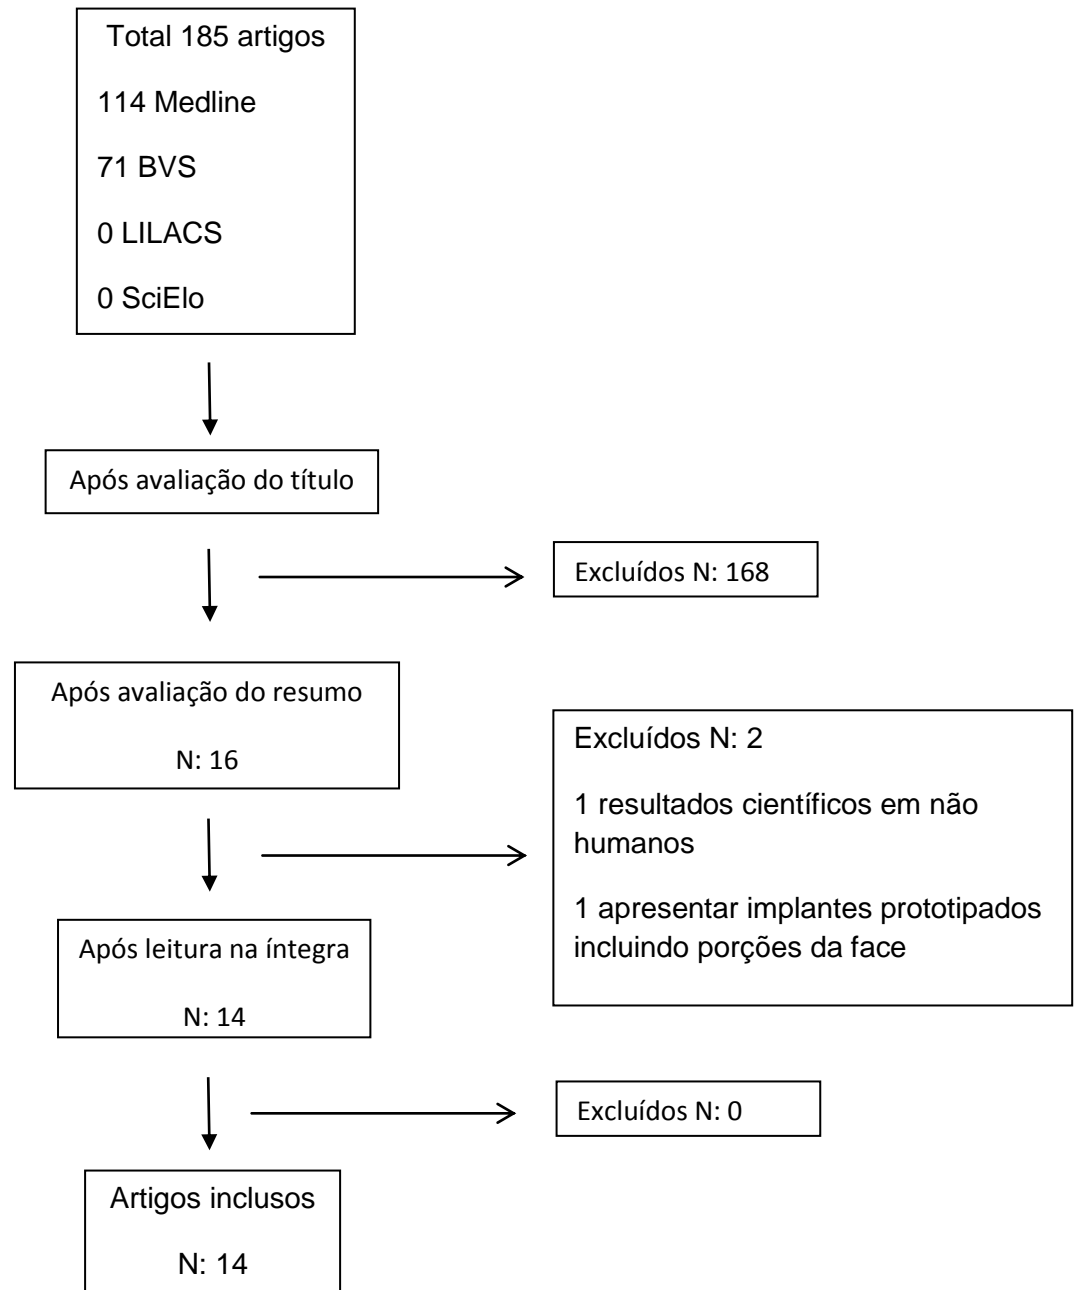 Total 185 artigos
114 Medline
71 BVS
0 LILACS
0 SciElo
Após avaliação do título
Excluídos N: 168
Após avaliação do resumo
N: 16
Excluídos N: 2
1 resultados científicos em não
humanos
1 apresentar implantes prototipados
incluindo porções da face
Após leitura na íntegra
N: 14
Excluídos N: 0
Artigos inclusos
N: 14